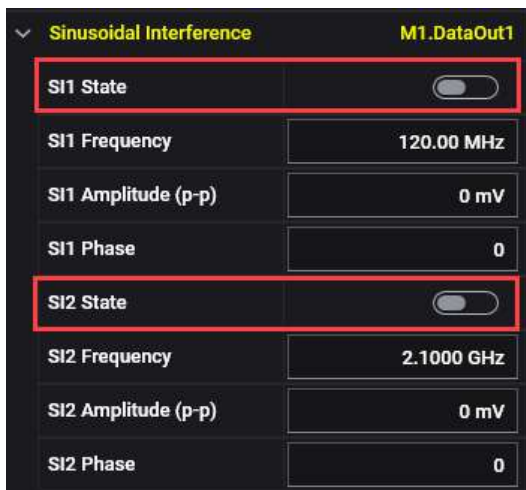 Sinusoidal Interference M1.DataOut1
SI1 State
SI1 Frequency 120.00 MHz
SI1 Amplitude (p-p) 0 mV
SI1 Phase 0
SI2 State
SI2 Frequency 2.1000 GHz
SI2 Amplitude (p-p) 0 mV
SI2 Phase 0